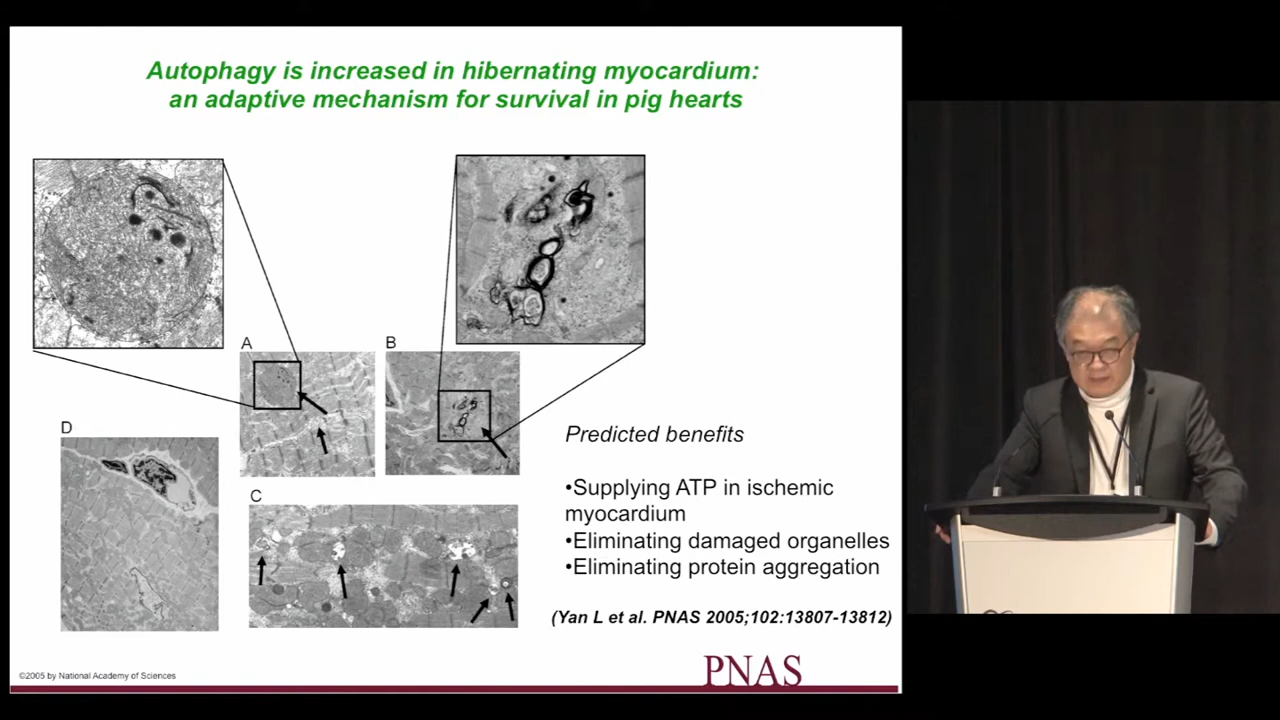 Autophagy is increased in hibernating myocardium:
an adaptive mechanism for survival in pig hearts
A
B
D
C
Predicted benefits
•Supplying ATP in ischemic
myocardium
•Eliminating damaged organelles
•Eliminating protein aggregation
(Yan L et al. PNAS 2005;102:13807-13812)
©2005 by National Academy of Sciences
PNAS